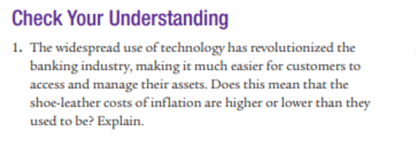 Check Your Understanding
1. The widespread use of technology has revolutionized the
banking industry, making it much easier for customers to
access and manage their assets. Does this mean that the
shoe-leather costs of inflation are higher or lower than they
used to be? Explain.